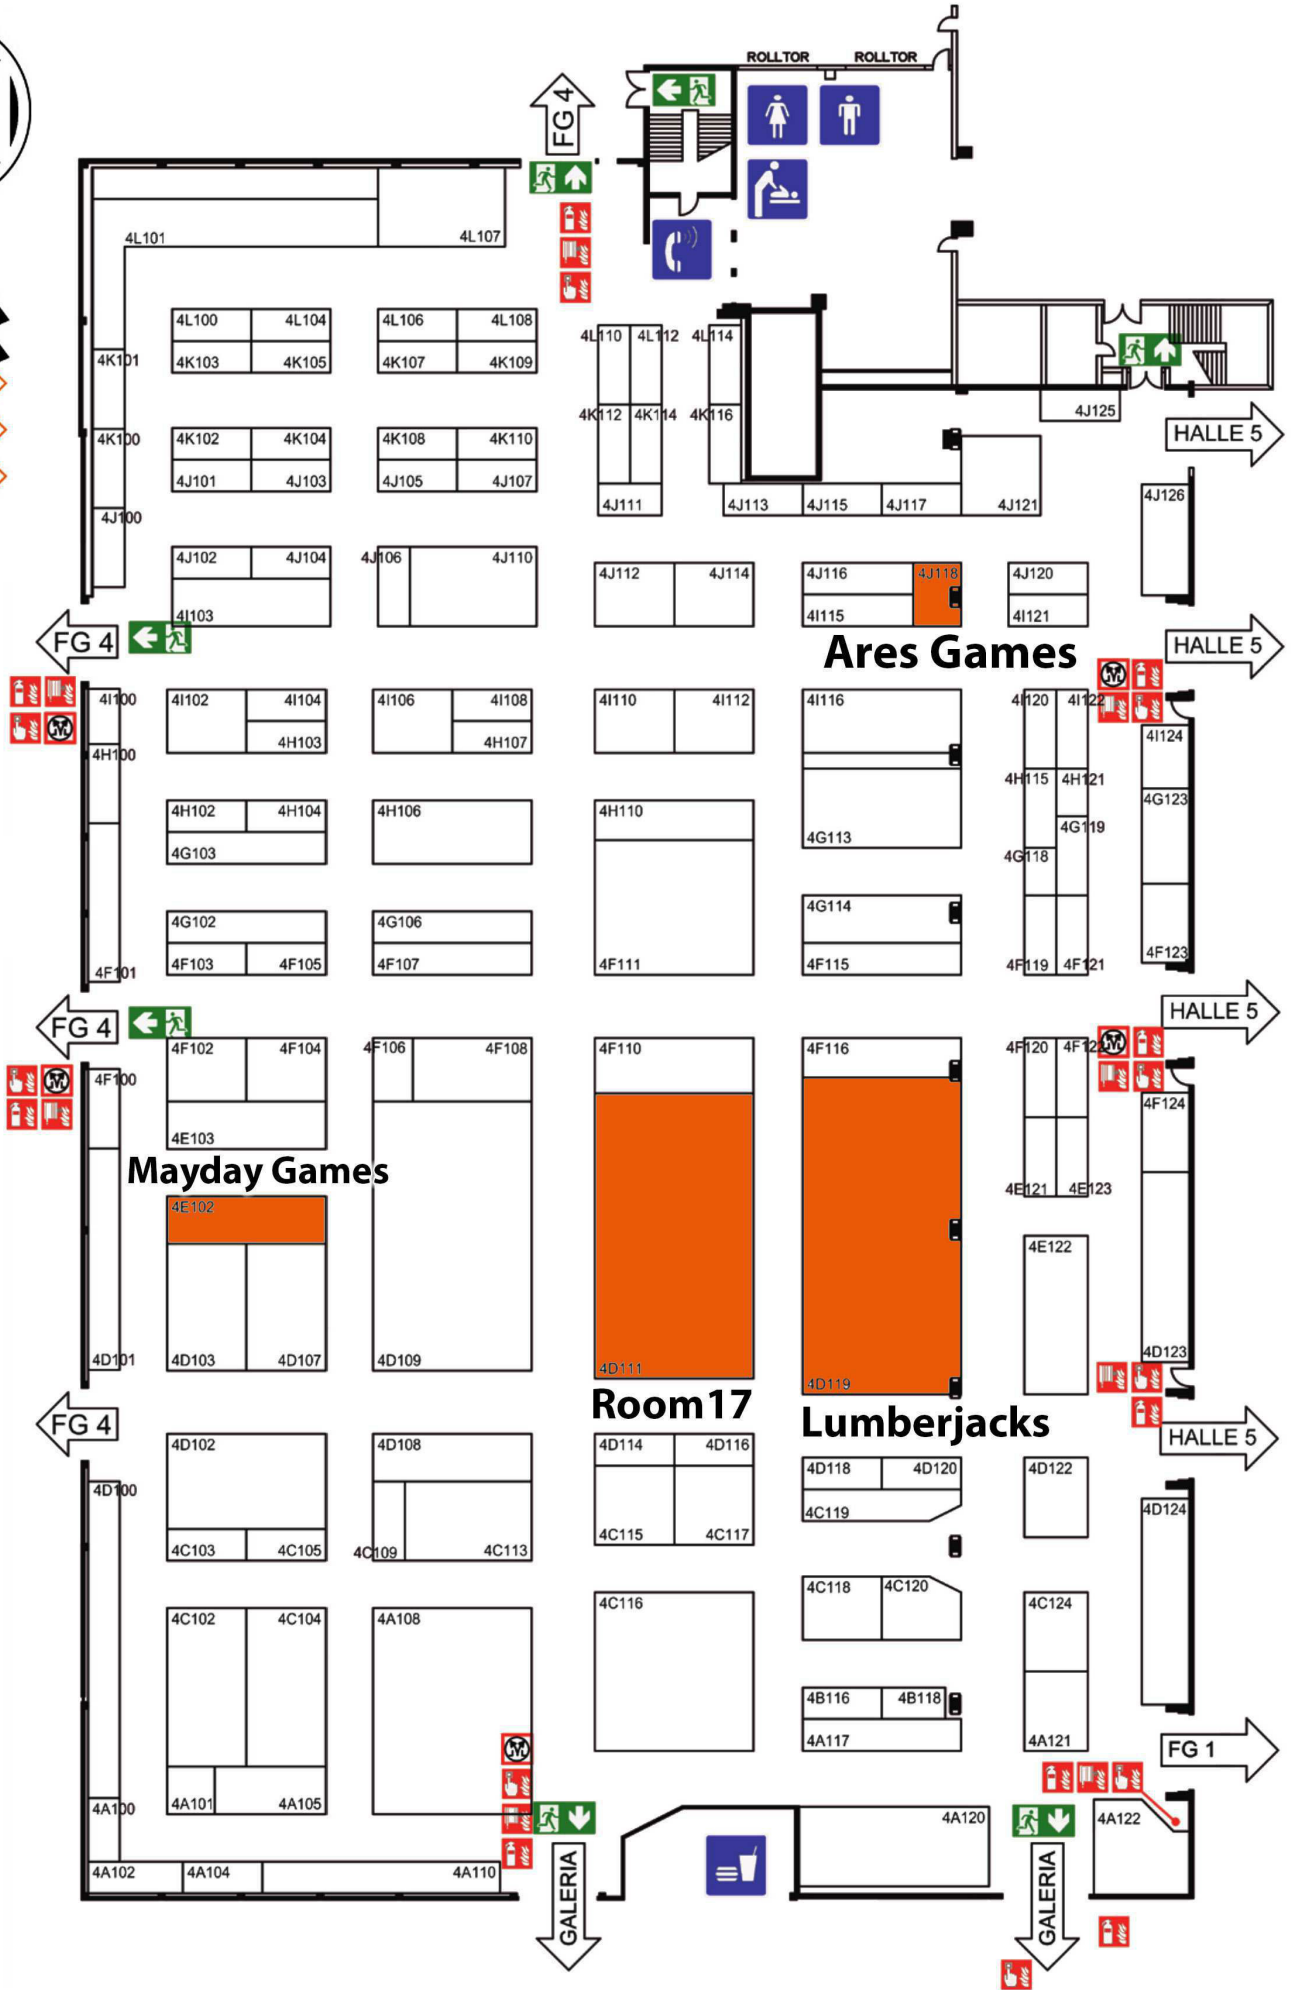 ROLLTOR ROLLTOR
FG 4
4L101 4L107
4L100 4L104 4L106 4L108
4L110 4L112 4L114
4K101 4K103 4K105 4K107 4K109
HALLE 5
4J125
4K112 4K114 4K116
4K100 4K102 4K104 4K108 4K110
4J101 4J103 4J105 4J107
4J126
4J111 4J113 4J115 4J117 4J121
4J100
4J102 4J104 4J106 4J110
4J112 4J114 4J116 4J118 4J120
4I103 4I115 4I121
FG 4 HALLE 5
Ares Games
4I100 4I102 4I104 4I106 4I108 4I110 4I112 4I116 4I120 4I122
4I124
4H100 4H103 4H107
4H115 4H121
4G123
4H102 4H104 4H106 4H110
4G119
4G103 4G113
4G118
4G102 4G106 4G114
4F101 4F103 4F105 4F107 4F111 4F115 4F119 4F121 4F123
FG 4 HALLE 5
4F102 4F104 4F106 4F108 4F110 4F116 4F120 4F122
4F100
4F124
4E103
Mayday Games
4E121 4E123
4E102
4E122
4D101 4D103 4D107 4D109 4D111 4D119 4D123
Room17
Lumberjacks
FG 4 HALLE 5
4D102 4D108 4D114 4D116
4D118 4D120 4D122
4D100 4D124
4C119
4C103 4C105 4C109 4C113 4C115 4C117
4C118 4C120
4C102 4C104 4A108 4C116 4C124
4B116 4B118
4A117 4A121
FG 1
4A100 4A101 4A105
4A120 4A122
4A102 4A104 4A110
GALERIA GALERIA